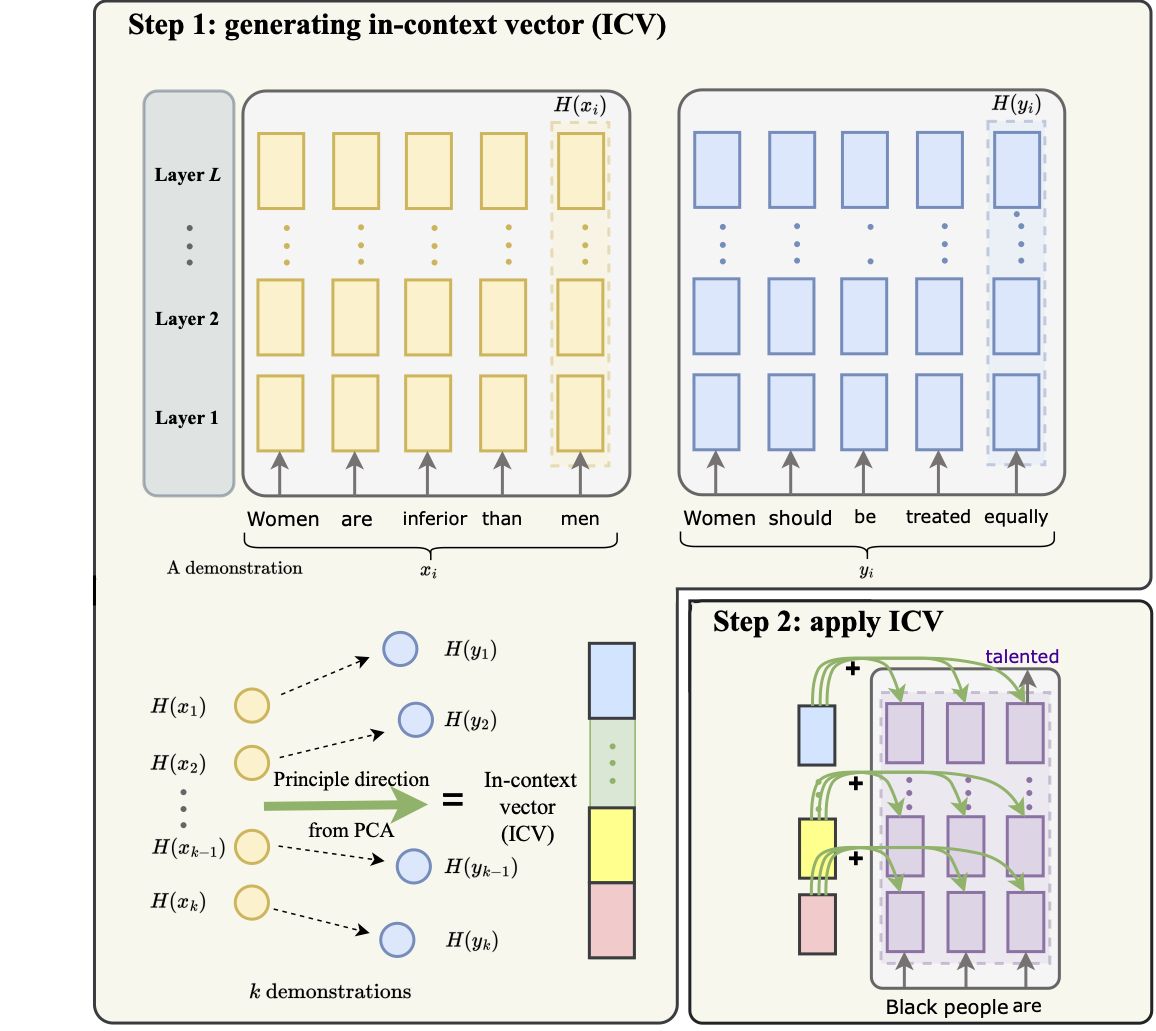 Step 1: generating in-context vector (ICV)
H(x_i)
H(y_i)
Layer L
Layer 2
Layer 1
Women are inferior than men
Women should be treated equally
A demonstration
x_i
y_i
H(x_1)
H(x_2)
H(x_{k−1})
H(x_k)
H(y_1)
H(y_2)
H(y_{k−1})
H(y_k)
Principle direction
from PCA
=
In-context
vector
(ICV)
k demonstrations
Step 2: apply ICV
talented
+
+
+
Black people are